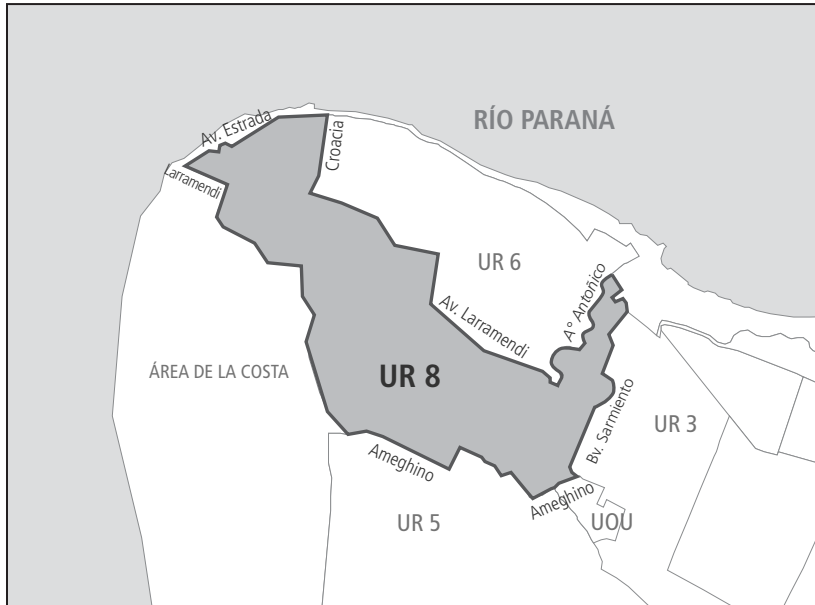 RÍO PARANÁ
Av. Estrada
Croacia
Larramendi
UR 6
A° Antoñico
Av. Larramendi
ÁREA DE LA COSTA
UR 8
Bv. Sarmiento
UR 3
Ameghino
Ameghino
UR 5
UOU